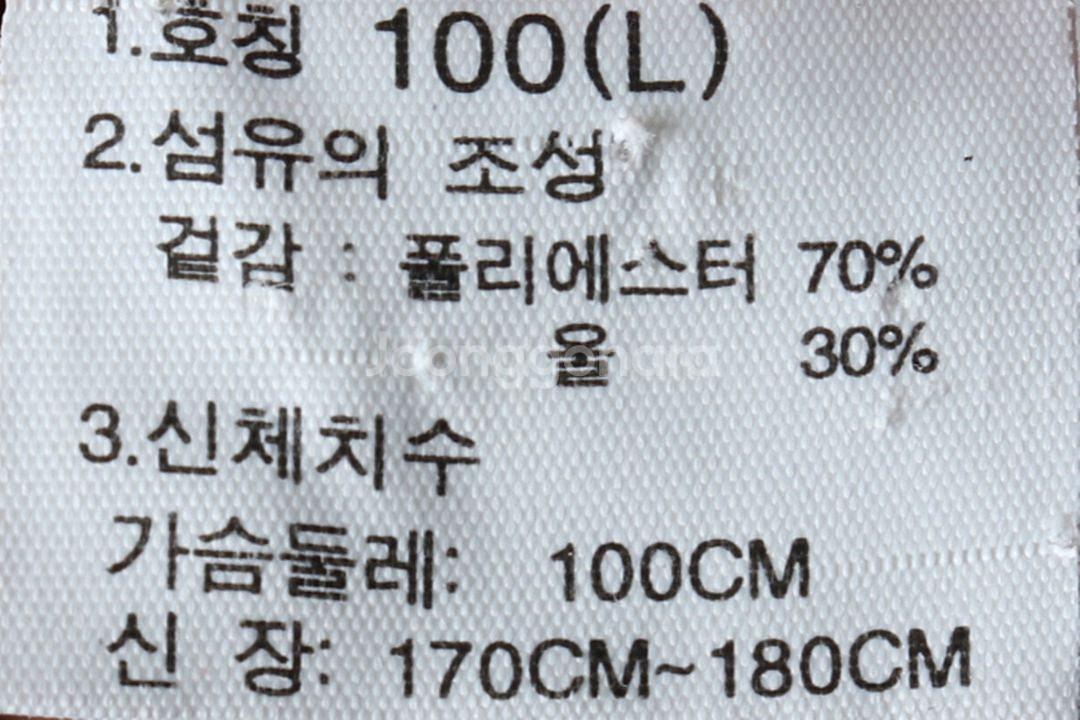 1.호칭 100(L)
2.섬유의 조성
겉감 : 폴리에스터 70%
울 30%
Joonggonara
3.신체치수
가슴둘레: 100CM
신 장: 170CM~180CM